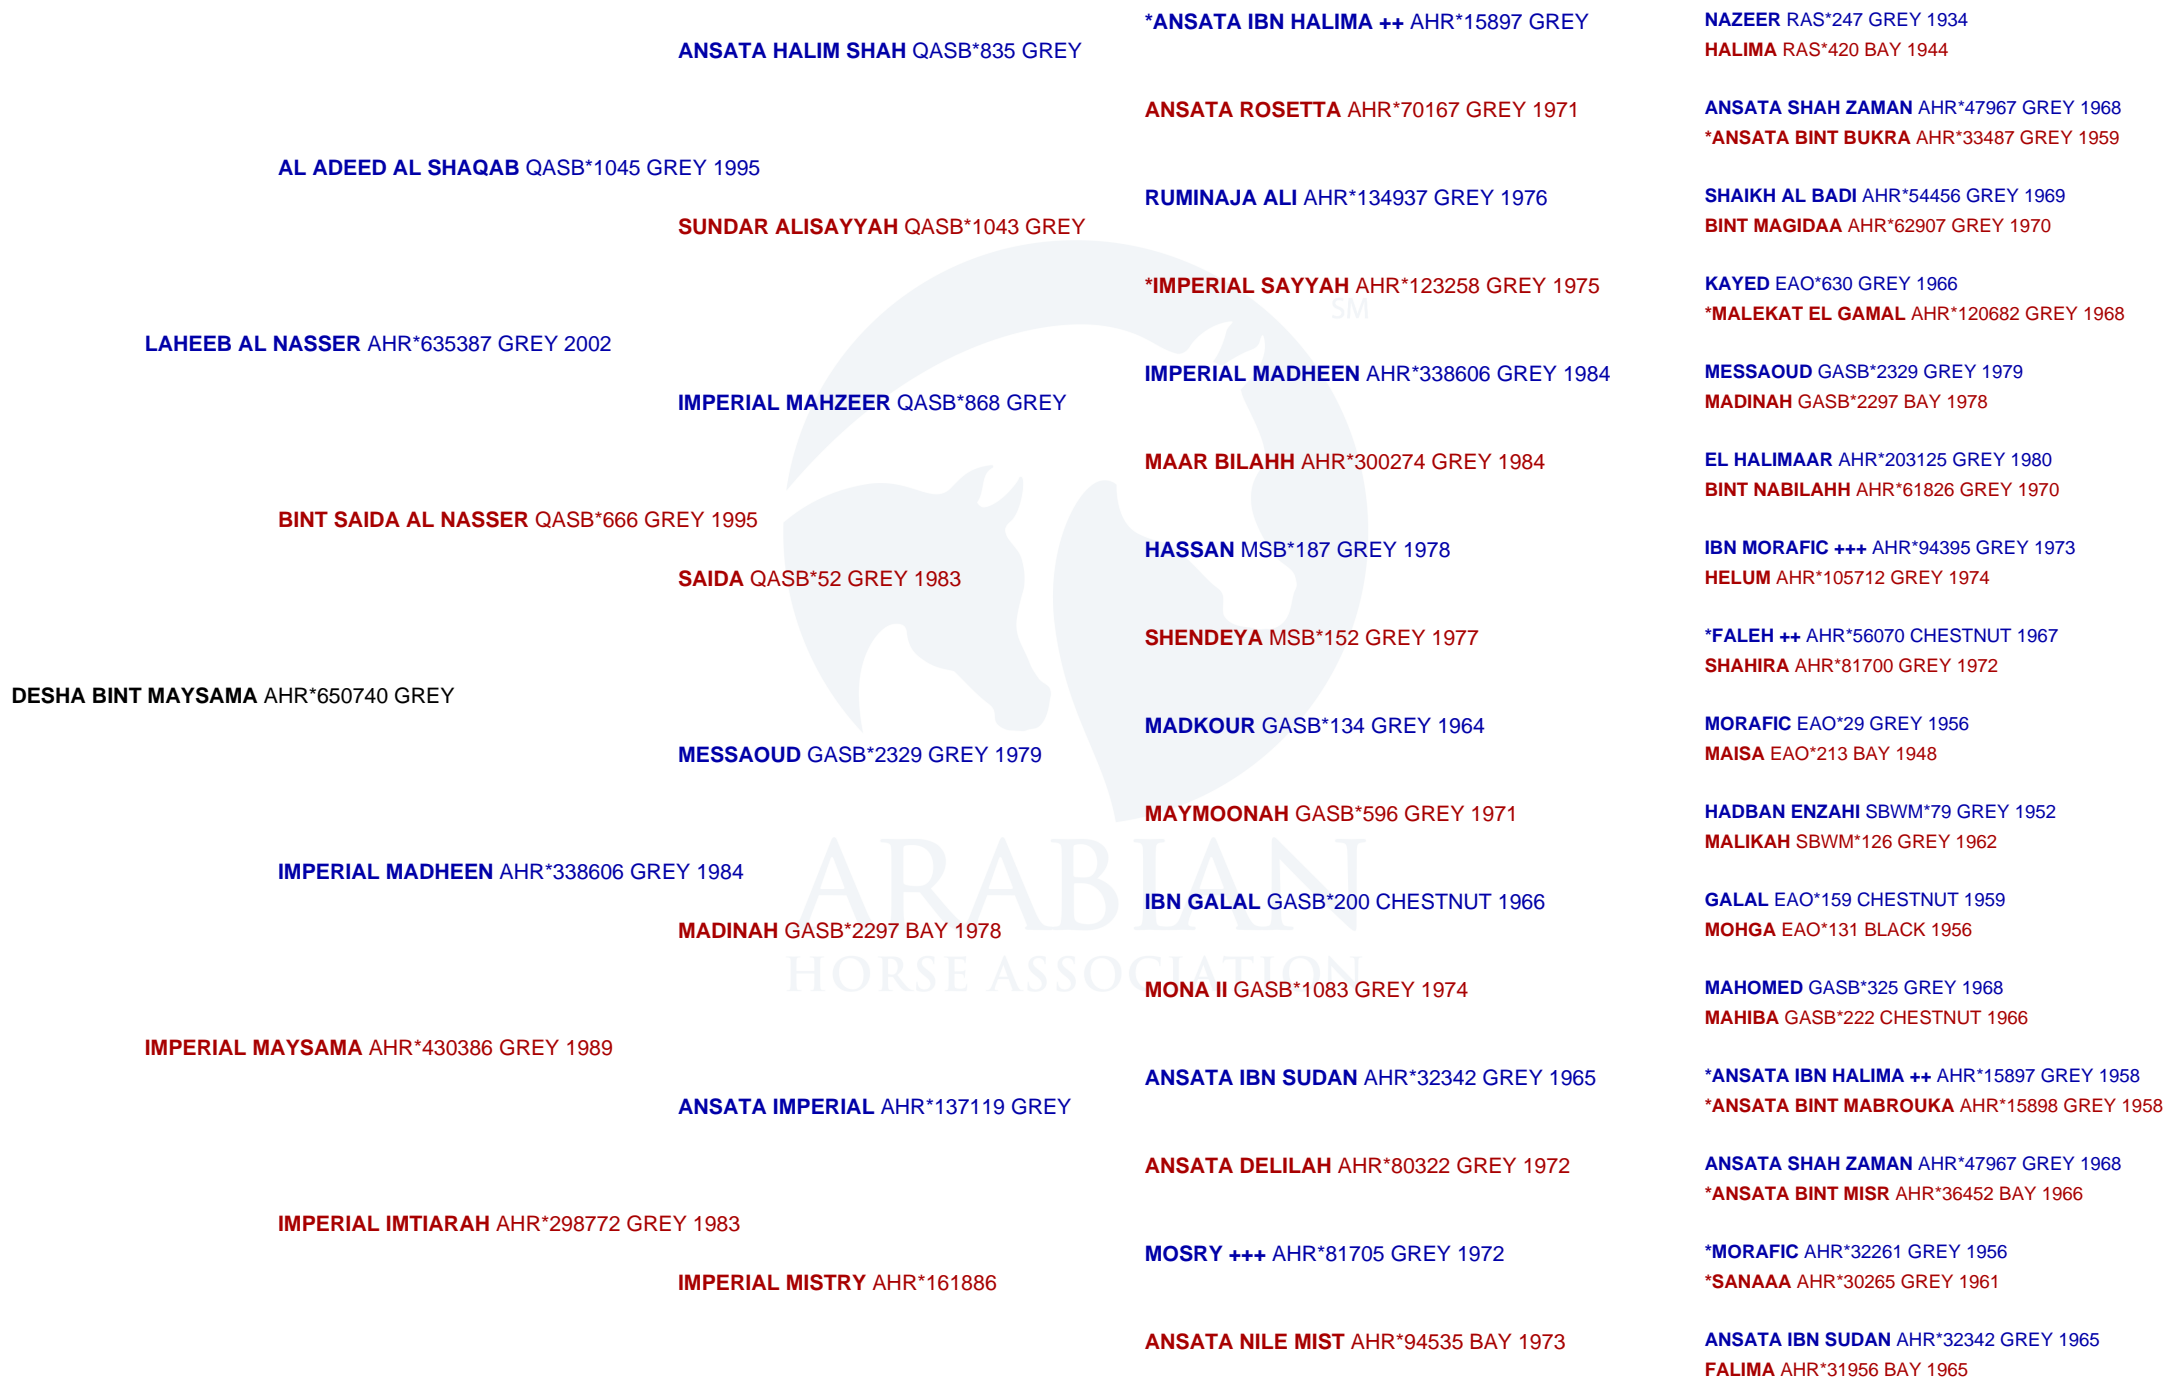 *ANSATA IBN HALIMA ++ AHR*15897 GREY
NAZEER RAS*247 GREY 1934
ANSATA HALIM SHAH QASB*835 GREY
HALIMA RAS*420 BAY 1944
ANSATA ROSETTA AHR*70167 GREY 1971
ANSATA SHAH ZAMAN AHR*47967 GREY 1968
*ANSATA BINT BUKRA AHR*33487 GREY 1959
AL ADEED AL SHAQAB QASB*1045 GREY 1995
RUMINAJA ALI AHR*134937 GREY 1976
SHAIKH AL BADI AHR*54456 GREY 1969
SUNDAR ALISAYYAH QASB*1043 GREY
BINT MAGIDAA AHR*62907 GREY 1970
*IMPERIAL SAYYAH AHR*123258 GREY 1975
KAYED EAO*630 GREY 1966
SM
*MALEKAT EL GAMAL AHR*120682 GREY 1968
LAHEEB AL NASSER AHR*635387 GREY 2002
IMPERIAL MADHEEN AHR*338606 GREY 1984
MESSAOUD GASB*2329 GREY 1979
IMPERIAL MAHZEER QASB*868 GREY
MADINAH GASB*2297 BAY 1978
MAAR BILAHH AHR*300274 GREY 1984
EL HALIMAAR AHR*203125 GREY 1980
BINT NABILAHH AHR*61826 GREY 1970
BINT SAIDA AL NASSER QASB*666 GREY 1995
HASSAN MSB*187 GREY 1978
IBN MORAFIC +++ AHR*94395 GREY 1973
SAIDA QASB*52 GREY 1983
HELUM AHR*105712 GREY 1974
SHENDEYA MSB*152 GREY 1977
*FALEH ++ AHR*56070 CHESTNUT 1967
SHAHIRA AHR*81700 GREY 1972
DESHA BINT MAYSAMA AHR*650740 GREY
MADKOUR GASB*134 GREY 1964
MORAFIC EAO*29 GREY 1956
MESSAOUD GASB*2329 GREY 1979
MAISA EAO*213 BAY 1948
MAYMOONAH GASB*596 GREY 1971
HADBAN ENZAHI SBWM*79 GREY 1952
MALIKAH SBWM*126 GREY 1962
IMPERIAL MADHEEN AHR*338606 GREY 1984
ARABIAN
IBN GALAL GASB*200 CHESTNUT 1966
GALAL EAO*159 CHESTNUT 1959
MADINAH GASB*2297 BAY 1978
MOHGA EAO*131 BLACK 1956
HORSE ASSOCIATION
MONA II GASB*1083 GREY 1974
MAHOMED GASB*325 GREY 1968
MAHIBA GASB*222 CHESTNUT 1966
IMPERIAL MAYSAMA AHR*430386 GREY 1989
ANSATA IBN SUDAN AHR*32342 GREY 1965
*ANSATA IBN HALIMA ++ AHR*15897 GREY 1958
ANSATA IMPERIAL AHR*137119 GREY
*ANSATA BINT MABROUKA AHR*15898 GREY 1958
ANSATA DELILAH AHR*80322 GREY 1972
ANSATA SHAH ZAMAN AHR*47967 GREY 1968
*ANSATA BINT MISR AHR*36452 BAY 1966
IMPERIAL IMTIARAH AHR*298772 GREY 1983
MOSRY +++ AHR*81705 GREY 1972
*MORAFIC AHR*32261 GREY 1956
IMPERIAL MISTRY AHR*161886
*SANAAA AHR*30265 GREY 1961
ANSATA NILE MIST AHR*94535 BAY 1973
ANSATA IBN SUDAN AHR*32342 GREY 1965
FALIMA AHR*31956 BAY 1965